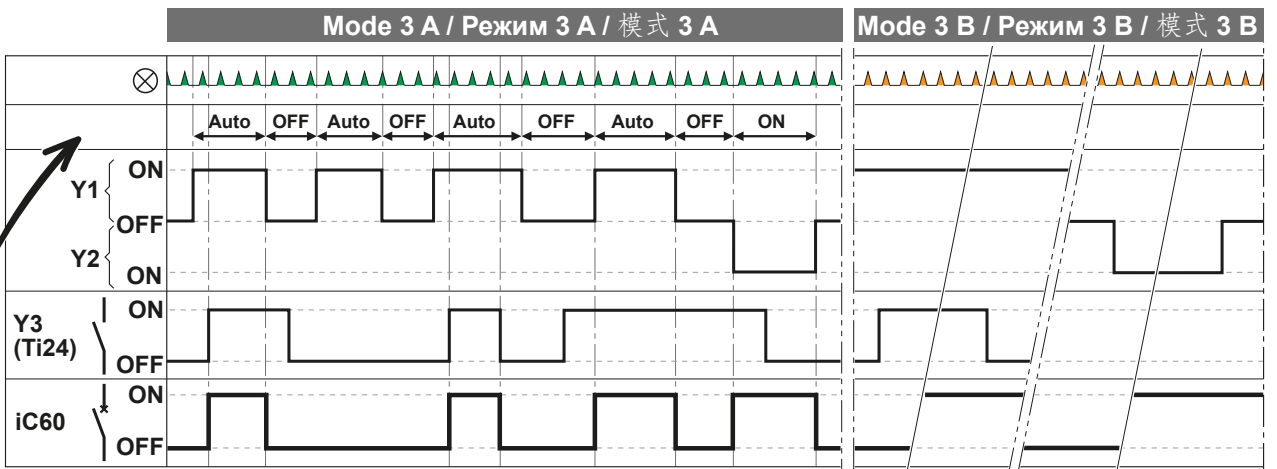 Mode 3 A / Режим 3 A / 模式 3 A
Mode 3 B / Режим 3 B / 模式 3 B
Auto OFF Auto OFF Auto OFF Auto OFF ON
Y1
ON
OFF
Y2
ON
Y3
(Ti24)
ON
OFF
iC60
ON
OFF